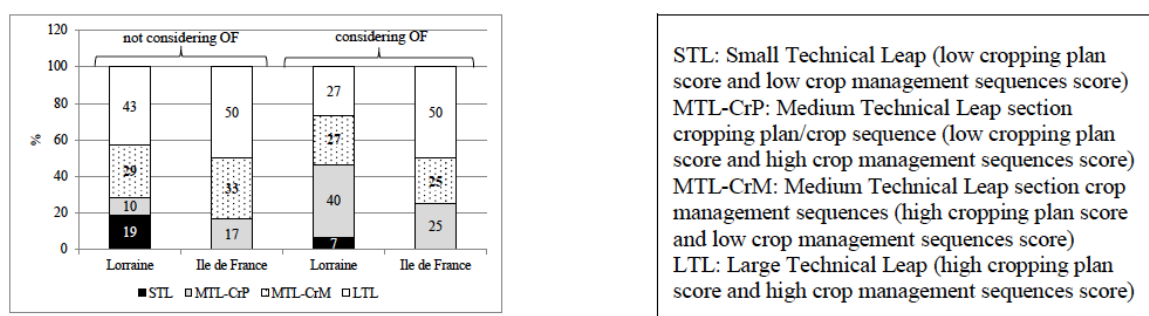 120
not considering OF
considering OF
100
80
60
40
20
0
%
43
29
10
19
50
33
17
27
27
40
7
50
25
25
Lorraine
Ile de France
Lorraine
Ile de France
STL
MTL-CrP
MTL-CrM
LTL
STL: Small Technical Leap (low cropping plan
score and low crop management sequences score)
MTL-CrP: Medium Technical Leap section
cropping plan/crop sequence (low cropping plan
score and high crop management sequences score)
MTL-CrM: Medium Technical Leap section crop
management sequences (high cropping plan score
and low crop management sequences score)
LTL: Large Technical Leap (high cropping plan
score and high crop management sequences score)